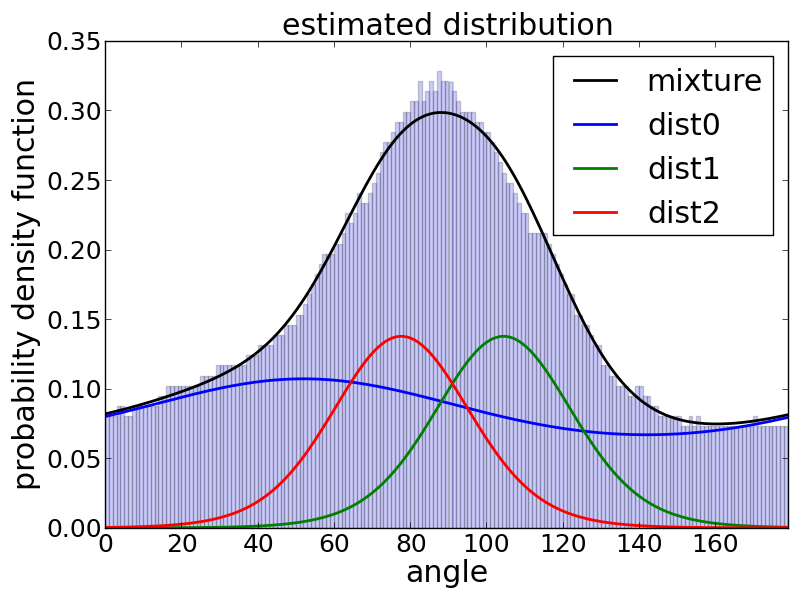 estimated distribution
0.35
0.30
0.25
0.20
0.15
0.10
0.05
0.00
probability density function
mixture
dist0
dist1
dist2
0 20 40 60 80 100 120 140 160
angle